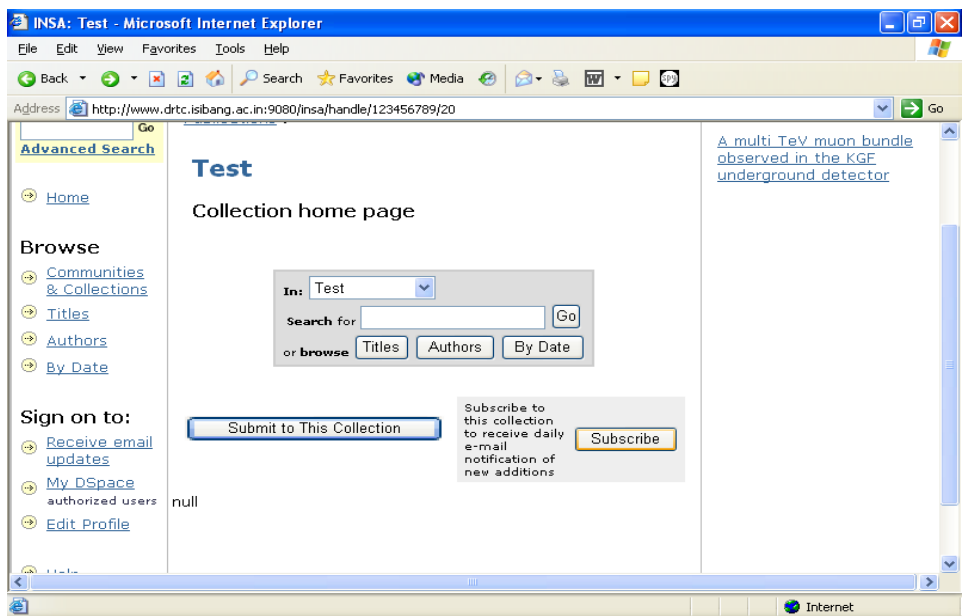 INSA: Test - Microsoft Internet Explorer
File Edit View Favorites Tools Help
Back Search Favorites Media
Address http://www.drtc.isibang.ac.in:9080/insa/handle/123456789/20 Go
Go
Advanced Search
Home
Browse
Communities
& Collections
Titles
Authors
By Date
Sign on to:
Receive email
updates
My DSpace
authorized users
Edit Profile
Test
Collection home page
In: Test
Search for Go
or browse Titles Authors By Date
Submit to This Collection
Subscribe to
this collection
to receive daily
e-mail
notification of
new additions
Subscribe
null
A multi TeV muon bundle
observed in the KGF
underground detector
Internet